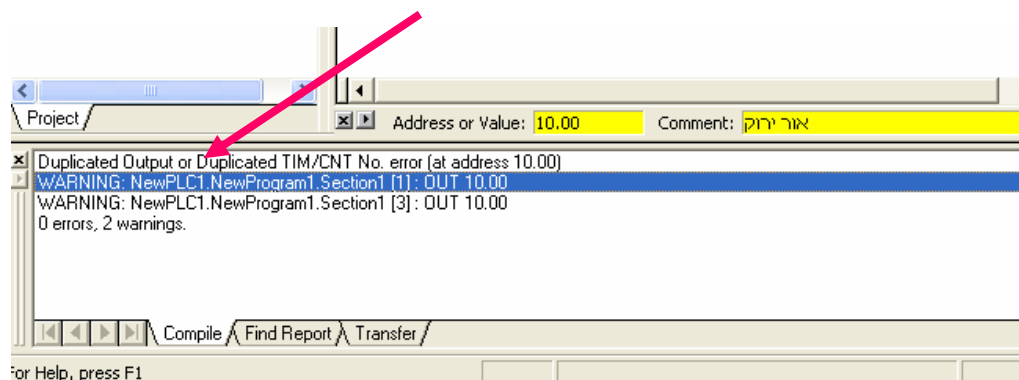 Project
Address or Value: 10.00 Comment: אור ירוק
Duplicated Output or Duplicated TIM/CNT No. error (at address 10.00)
WARNING: NewPLC1.NewProgram1.Section1 [1] : OUT 10.00
WARNING: NewPLC1.NewProgram1.Section1 [3] : OUT 10.00
0 errors, 2 warnings.
Compile Find Report Transfer
For Help, press F1